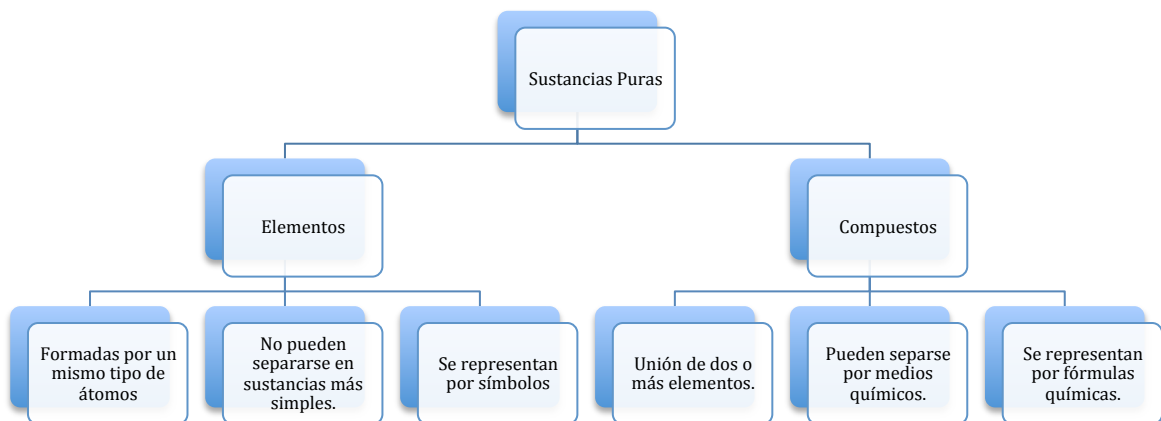 Sustancias Puras
Elementos
Compuestos
Formadas por un
mismo tipo de
átomos
No pueden
separarse en
sustancias más
simples.
Se representan
por símbolos
Unión de dos o
más elementos.
Pueden separse
por medios
químicos.
Se representan
por fórmulas
químicas.